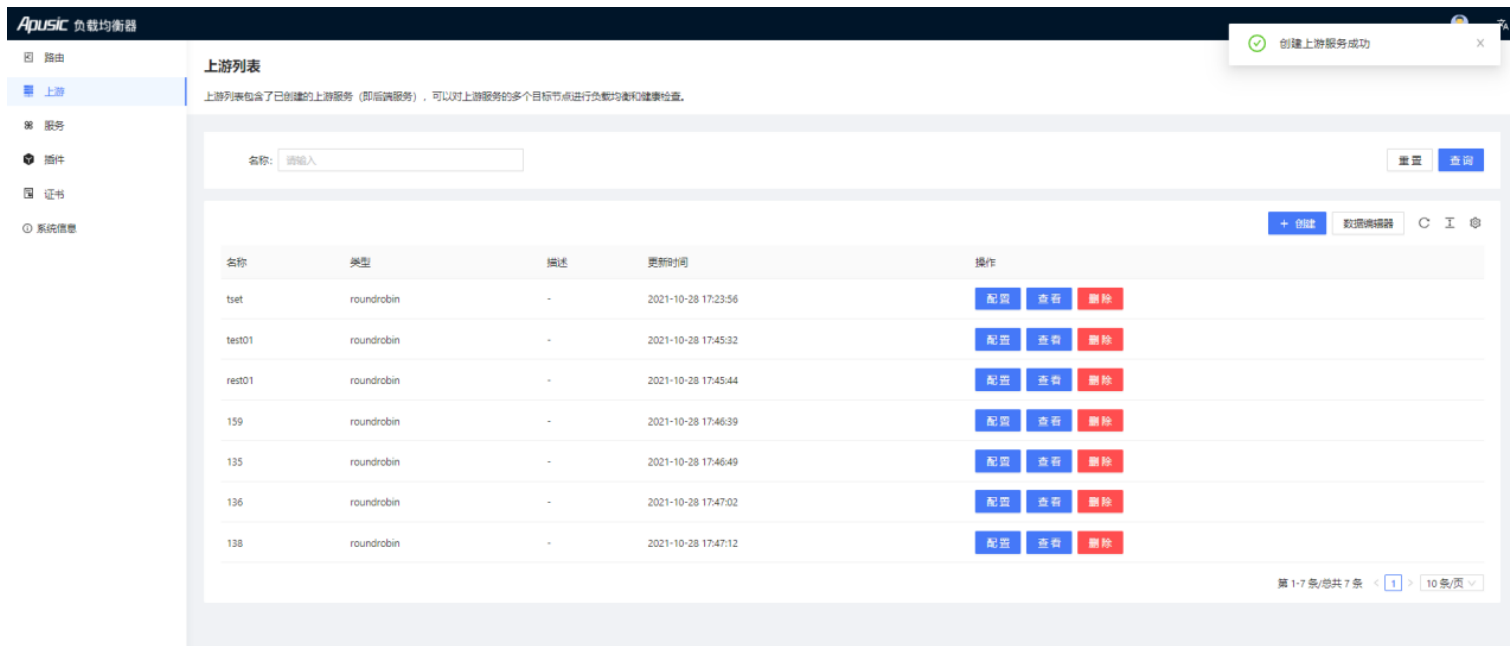 Apusic 负载均衡器
创建上游服务成功
路由
上游
服务
插件
证书
系统信息
上游列表
上游列表包含了已创建的上游服务（即后端服务），可以对上游服务的多个目标节点进行负载均衡和健康检查。
名称: 请输入 重置 查询
+ 创建 数据编辑器
名称 类型 描述 更新时间 操作
tset roundrobin - 2021-10-28 17:23:56 配置 查看 删除
test01 roundrobin - 2021-10-28 17:45:32 配置 查看 删除
rest01 roundrobin - 2021-10-28 17:45:44 配置 查看 删除
159 roundrobin - 2021-10-28 17:46:39 配置 查看 删除
135 roundrobin - 2021-10-28 17:46:49 配置 查看 删除
136 roundrobin - 2021-10-28 17:47:02 配置 查看 删除
138 roundrobin - 2021-10-28 17:47:12 配置 查看 删除
第 1-7 条/总共 7 条 < 1 > 10 条/页